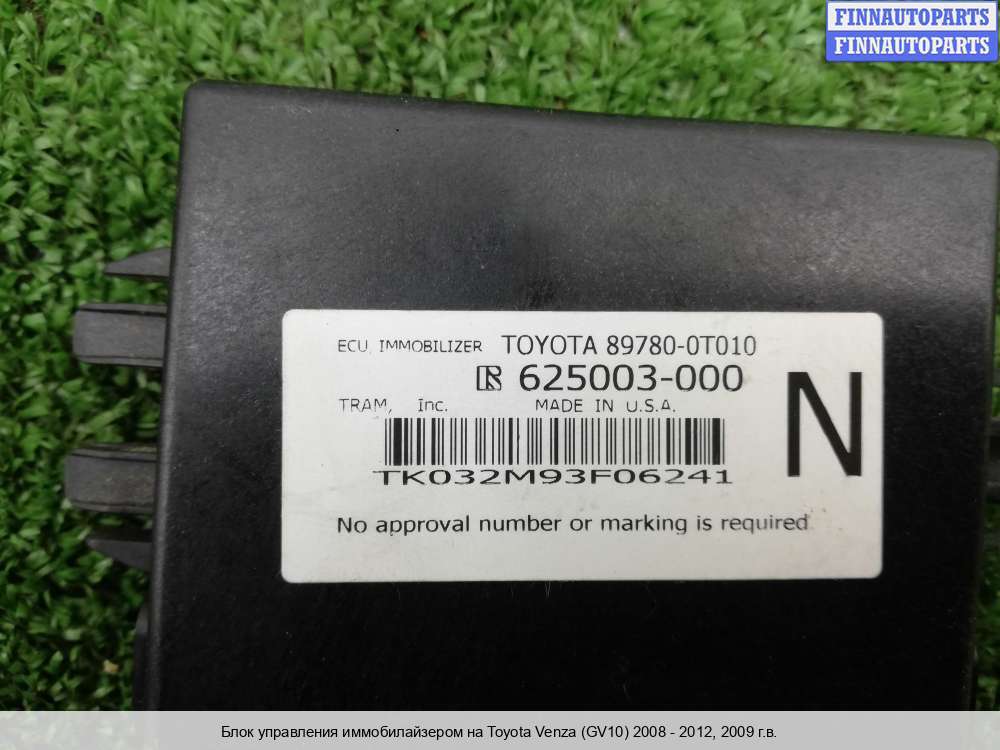 FINNAUTOPARTS
FINNAUTOPARTS
ECU, IMMOBILIZER TOYOTA 89780-0T010
625003-000
N
TRAM, Inc. MADE IN U.S.A.
TK032M93F06241
No approval number or marking is required
Блок управления иммобилайзером на Toyota Venza (GV10) 2008 - 2012, 2009 г.в.